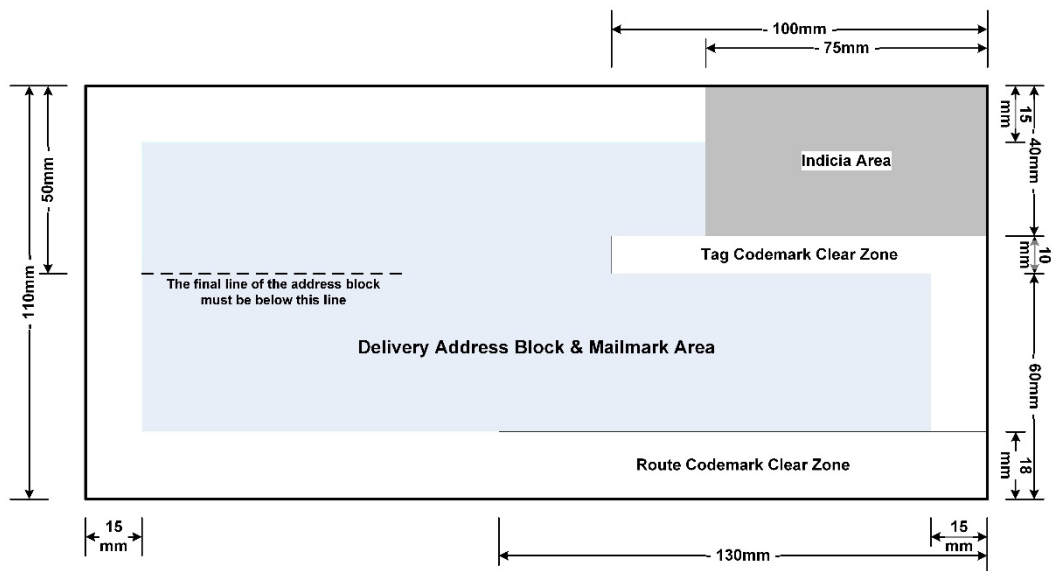 - 100mm -
- 75mm -
15
mm
Indicia Area
- 40mm -
- 50mm -
Tag Codemark Clear Zone
10
mm
The final line of the address block
must be below this line
- 110mm -
Delivery Address Block & Mailmark Area
- 60mm -
Route Codemark Clear Zone
18
mm
15
mm
- 130mm -
15
mm